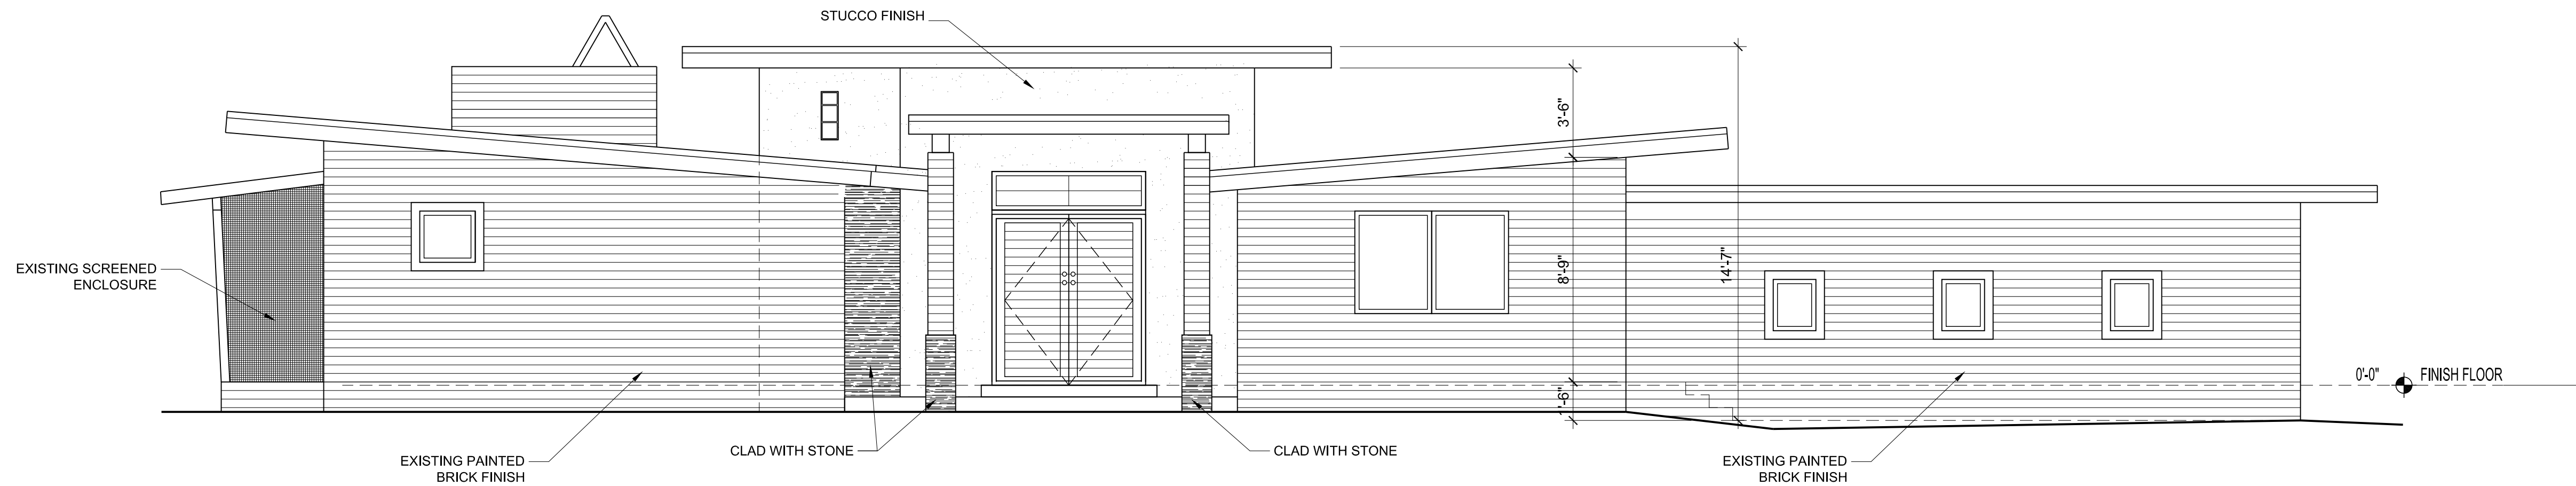 STUCCO FINISH
3'-6"
8'-9"
14'-7"
EXISTING SCREENED
ENCLOSURE
0'-0"
FINISH FLOOR
1'-6"
CLAD WITH STONE
CLAD WITH STONE
EXISTING PAINTED
BRICK FINISH
EXISTING PAINTED
BRICK FINISH